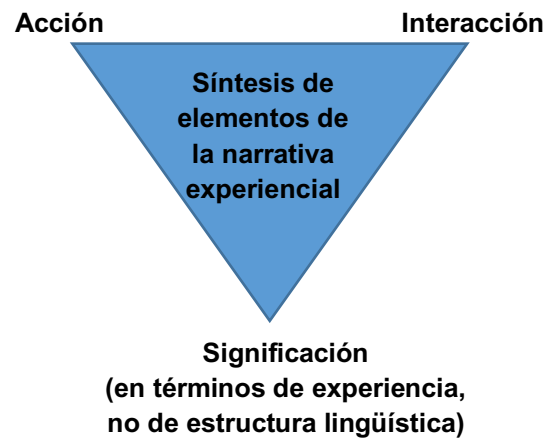 Acción
Interacción
Síntesis de
elementos de
la narrativa
experiencial
Significación
(en términos de experiencia,
no de estructura lingüística)